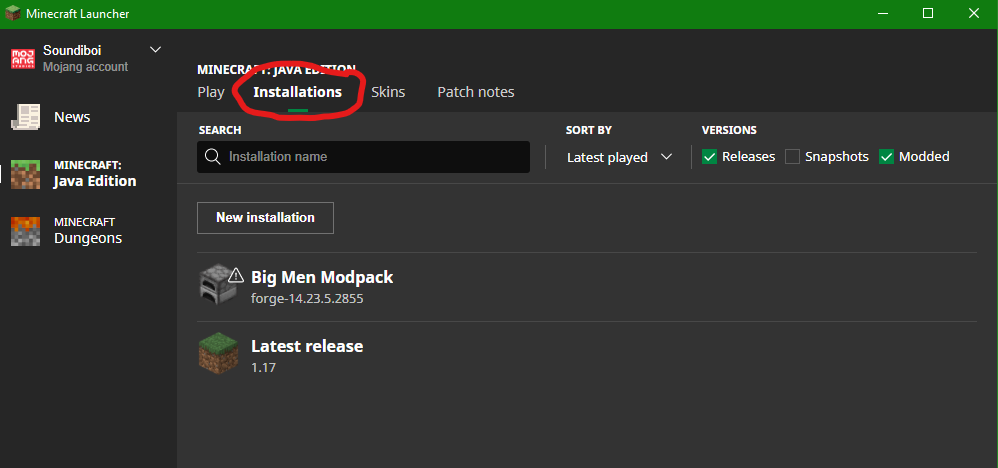 Minecraft Launcher
MOJANG
STUDIOS
Soundiboi
Mojang account
News
MINECRAFT:
Java Edition
MINECRAFT
Dungeons
MINECRAFT: JAVA EDITION
Play Installations Skins Patch notes
SEARCH
Installation name
SORT BY
Latest played
VERSIONS
Releases Snapshots Modded
New installation
Big Men Modpack
forge-14.23.5.2855
Latest release
1.17